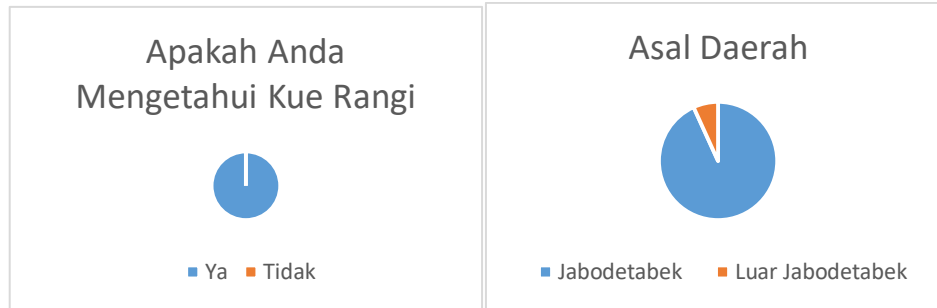 Apakah Anda
Mengetahui Kue Rangi
Ya Tidak
Asal Daerah
Jabodetabek Luar Jabodetabek